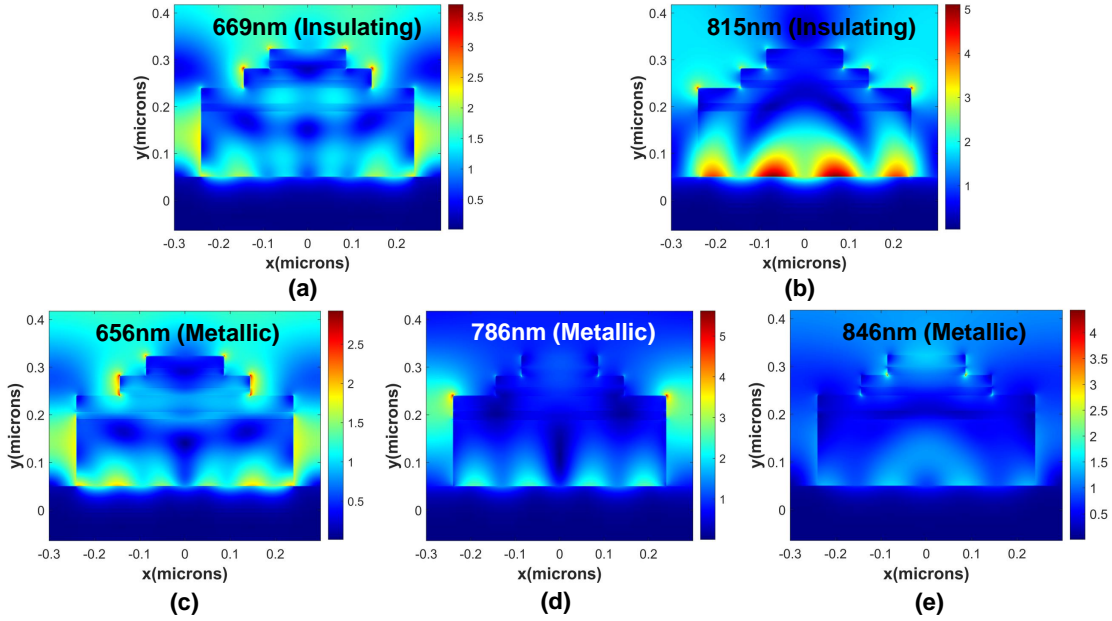 669nm (Insulating)
0.4
0.3
0.2
0.1
0
y(microns)
-0.3 -0.2 -0.1 0 0.1 0.2
x(microns)
3.5
3
2.5
2
1.5
1
0.5
(a)
815nm (Insulating)
0.4
0.3
0.2
0.1
0
y(microns)
-0.3 -0.2 -0.1 0 0.1 0.2
x(microns)
5
4
3
2
1
(b)
656nm (Metallic)
0.4
0.3
0.2
0.1
0
y(microns)
-0.3 -0.2 -0.1 0 0.1 0.2
x(microns)
2.5
2
1.5
1
0.5
(c)
786nm (Metallic)
0.4
0.3
0.2
0.1
0
y(microns)
-0.3 -0.2 -0.1 0 0.1 0.2
x(microns)
5
4
3
2
1
(d)
846nm (Metallic)
0.4
0.3
0.2
0.1
0
y(microns)
-0.3 -0.2 -0.1 0 0.1 0.2
x(microns)
4
3.5
3
2.5
2
1.5
1
0.5
(e)